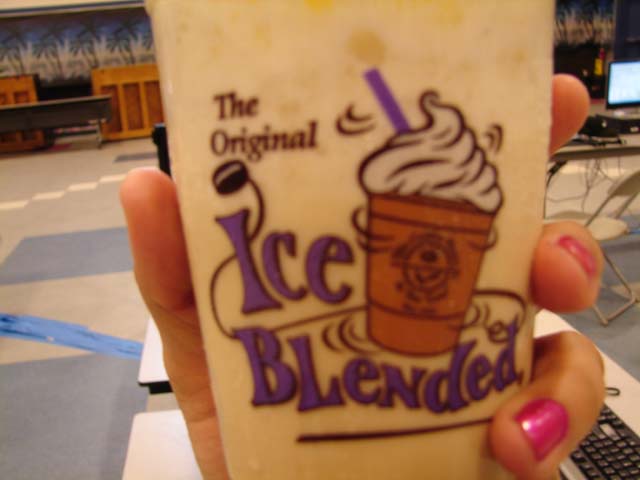 The
Original
Ice
Blended